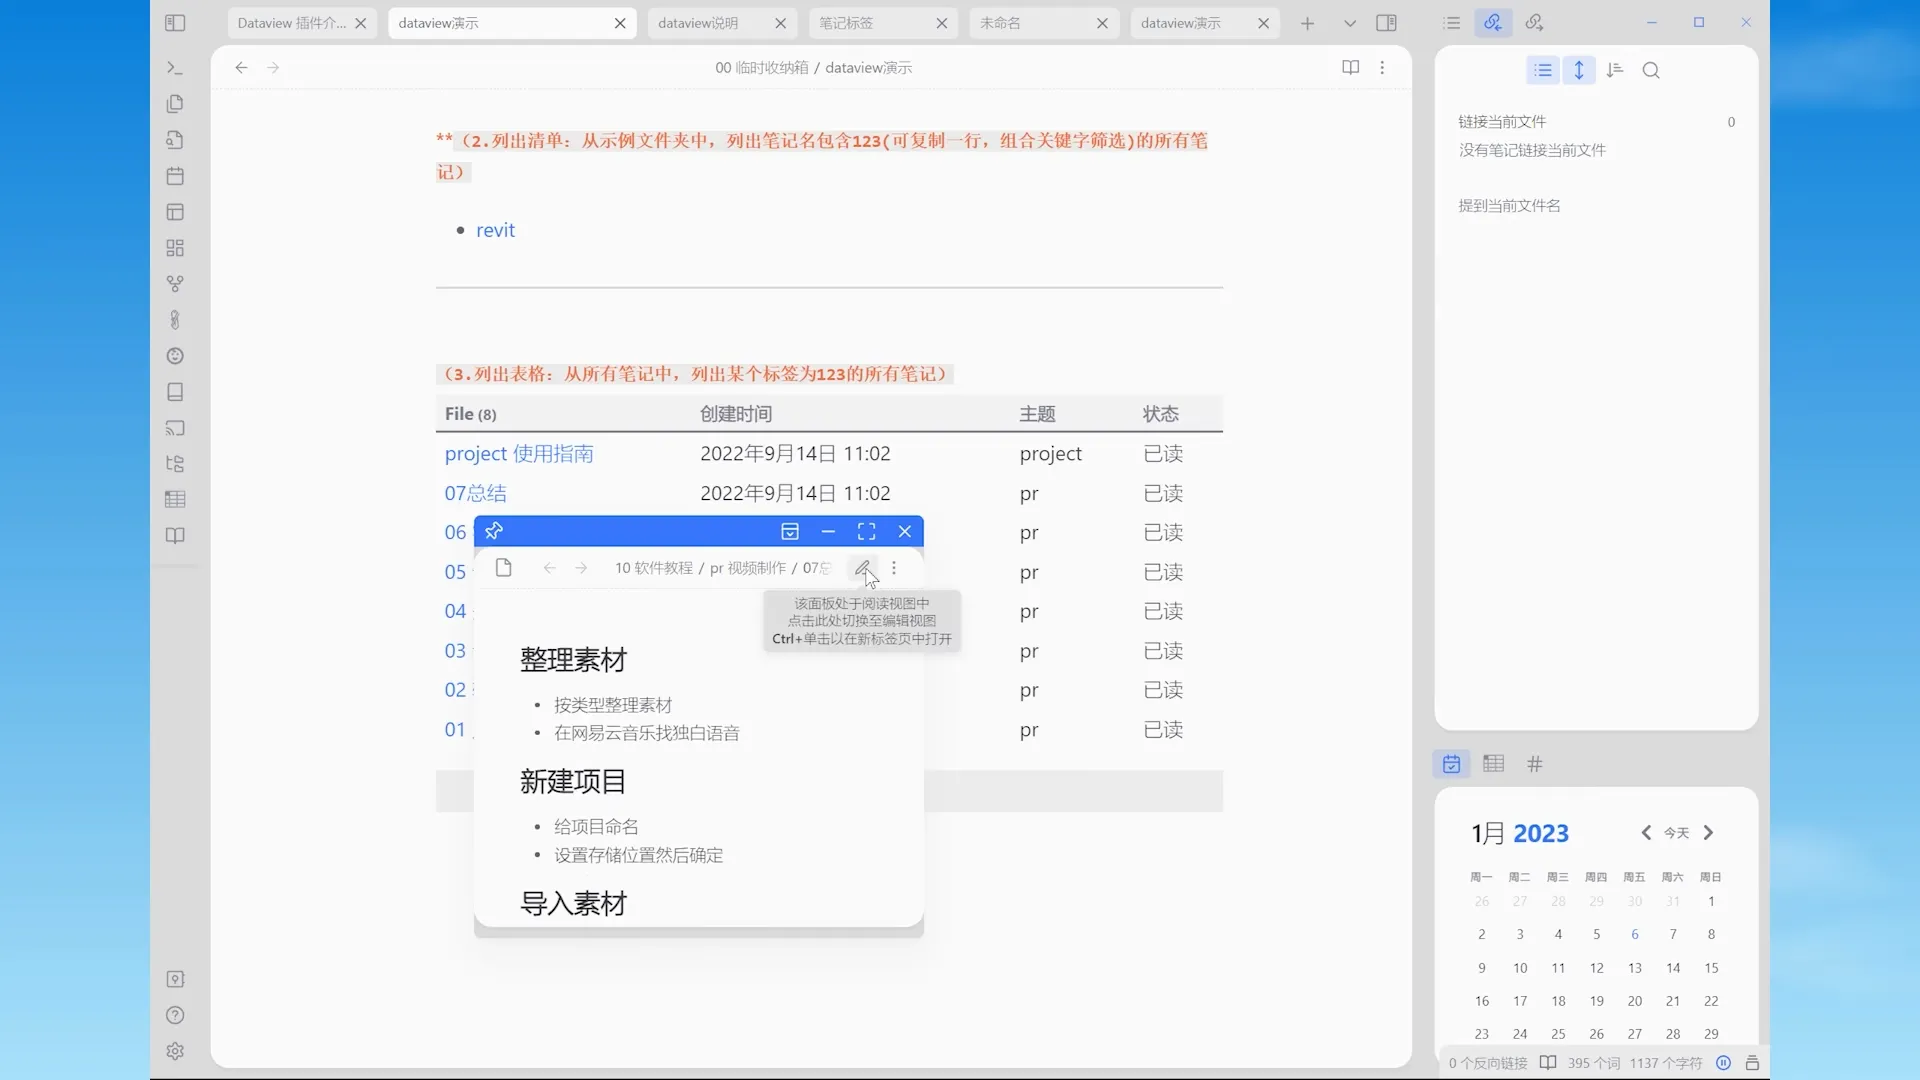 Dataview 插件介...
dataview演示
dataview说明
笔记标签
未命名
dataview演示
00 临时收纳箱 / dataview演示
**（2.列出清单：从示例文件夹中，列出笔记名包含123(可复制一行，组合关键字筛选)的所有笔
记）
revit
（3.列出表格：从所有笔记中，列出某个标签为123的所有笔记）
File (8) 创建时间 主题 状态
project 使用指南 2022年9月14日 11:02 project 已读
07总结 2022年9月14日 11:02 pr 已读
06 pr 已读
05 pr 已读
04 pr 已读
03 pr 已读
02 pr 已读
01 pr 已读
10 软件教程 / pr 视频制作 / 07
该面板处于阅读视图中
点击此处切换至编辑视图
Ctrl+单击以在新标签页中打开
整理素材
按类型整理素材
在网易云音乐找独白语音
新建项目
给项目命名
设置存储位置然后确定
导入素材
链接当前文件 0
没有笔记链接当前文件
提到当前文件名
1月 2023 今天
周一 周二 周三 周四 周五 周六 周日
26 27 28 29 30 31 1
2 3 4 5 6 7 8
9 10 11 12 13 14 15
16 17 18 19 20 21 22
23 24 25 26 27 28 29
0 个反向链接 395 个词 1137 个字符